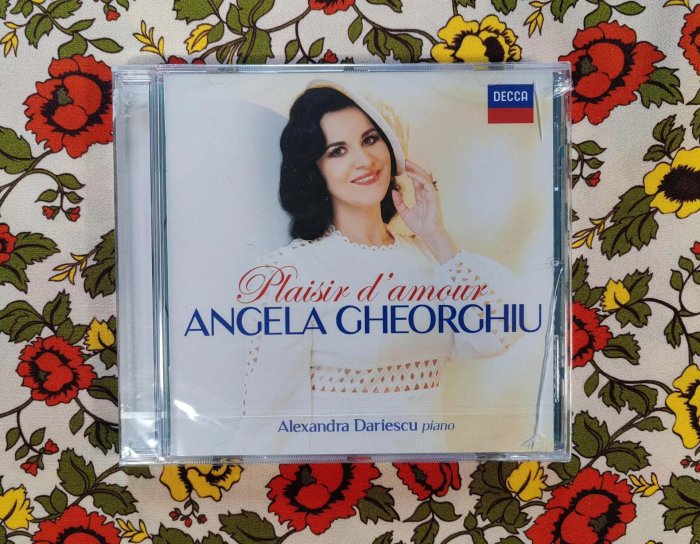 DECCA
Plaisir d'amour
ANGELA GHEORGHIU
Alexandra Dariescu piano